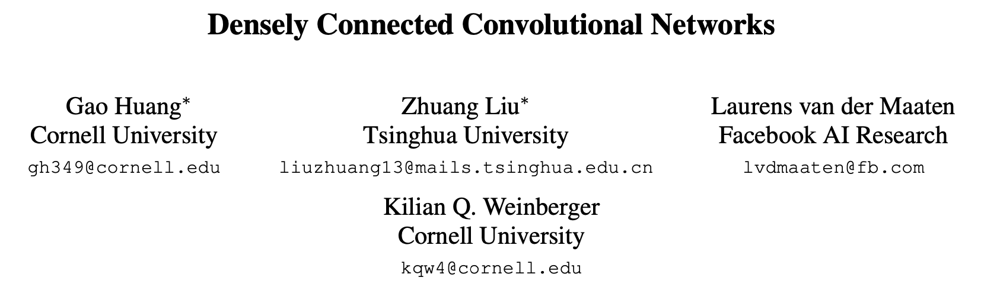 Densely Connected Convolutional Networks
Gao Huang*
Cornell University
gh349@cornell.edu
Zhuang Liu*
Tsinghua University
liuzhuang13@mails.tsinghua.edu.cn
Laurens van der Maaten
Facebook AI Research
lvdmaaten@fb.com
Kilian Q. Weinberger
Cornell University
kqw4@cornell.edu